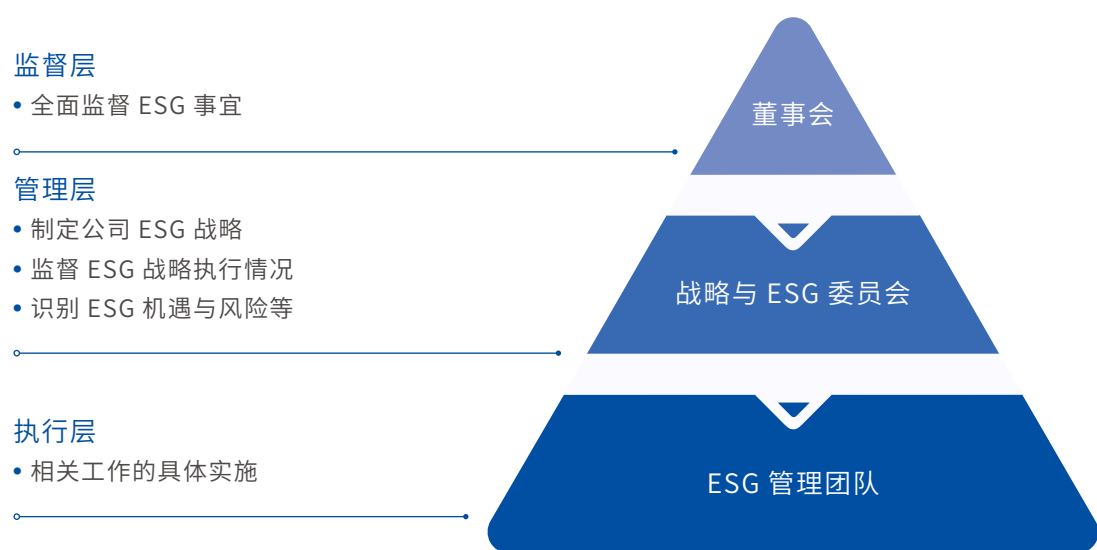 监督层
• 全面监督 ESG 事宜
董事会
管理层
• 制定公司 ESG 战略
• 监督 ESG 战略执行情况
• 识别 ESG 机遇与风险等
战略与 ESG 委员会
执行层
• 相关工作的具体实施
ESG 管理团队